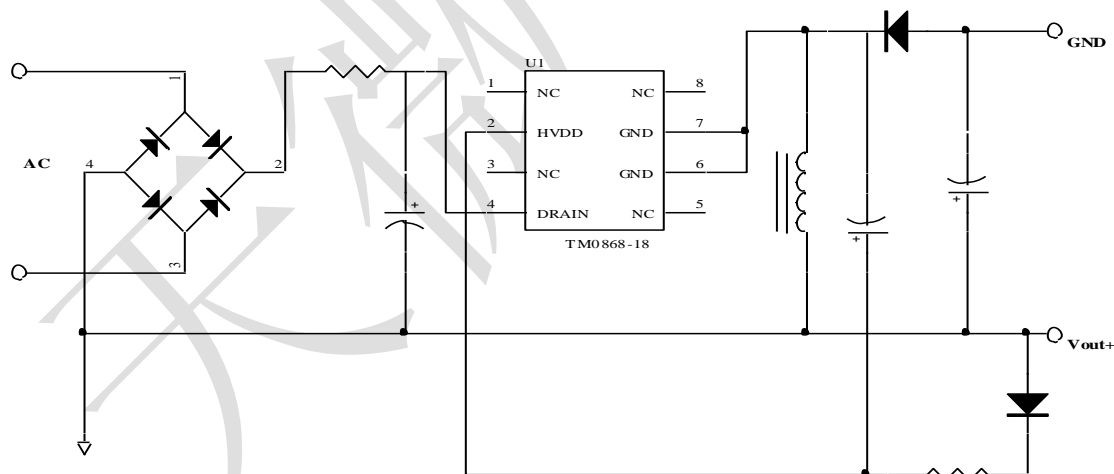 GND
U1
1 NC NC 8
2 HVDD GND 7
3 NC GND 6
4 DRAIN NC 5
TM0868-18
AC
1
4
2
3
+
+
+
Vout+